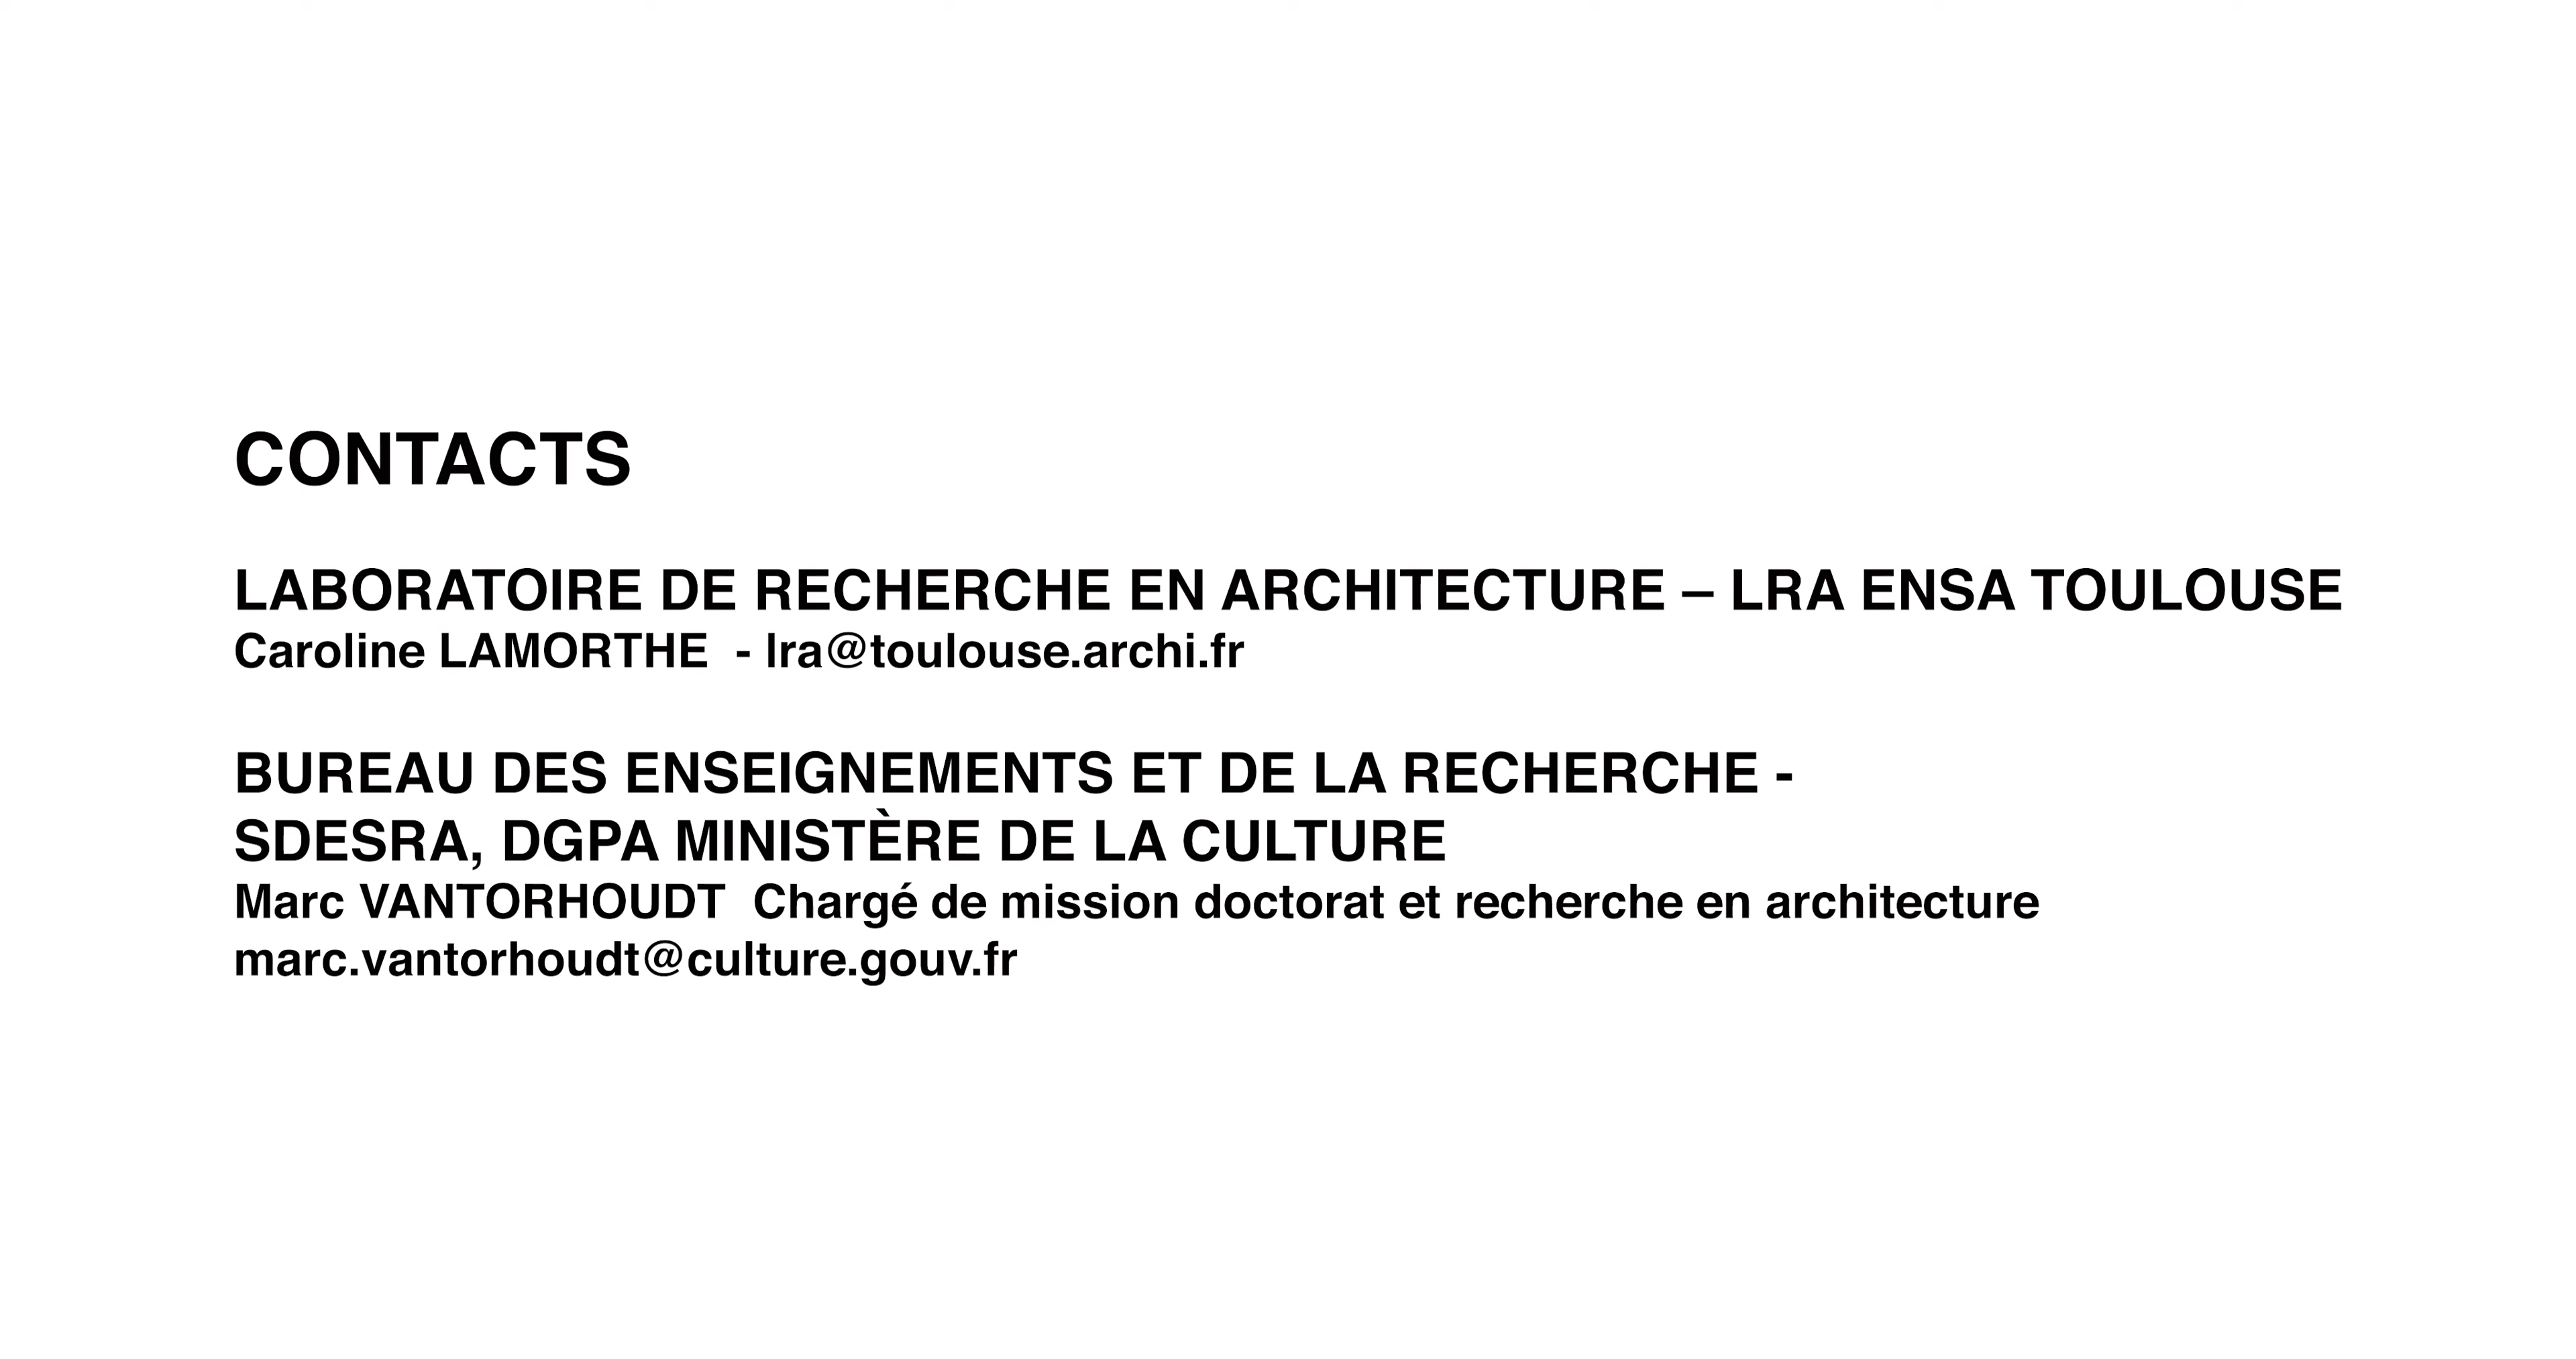 CONTACTS
LABORATOIRE DE RECHERCHE EN ARCHITECTURE – LRA ENSA TOULOUSE
Caroline LAMORTHE  - lra@toulouse.archi.fr
BUREAU DES ENSEIGNEMENTS ET DE LA RECHERCHE -
SDESRA, DGPA MINISTÈRE DE LA CULTURE
Marc VANTORHOUDT  Chargé de mission doctorat et recherche en architecture
marc.vantorhoudt@culture.gouv.fr